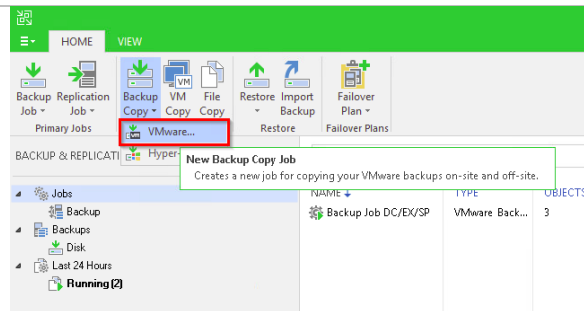 HOME VIEW
Backup Replication Backup VM File Restore Import Failover
Job Job Copy Copy Copy Backup Plan
Primary Jobs Restore Failover Plans
VMware...
BACKUP & REPLICATI Hyper-
New Backup Copy Job
Creates a new job for copying your VMware backups on-site and off-site.
NAME TYPE OBJECTS
Jobs
Backup
Backup Job DC/EX/SP VMware Back... 3
Backups
Disk
Last 24 Hours
Running (2)